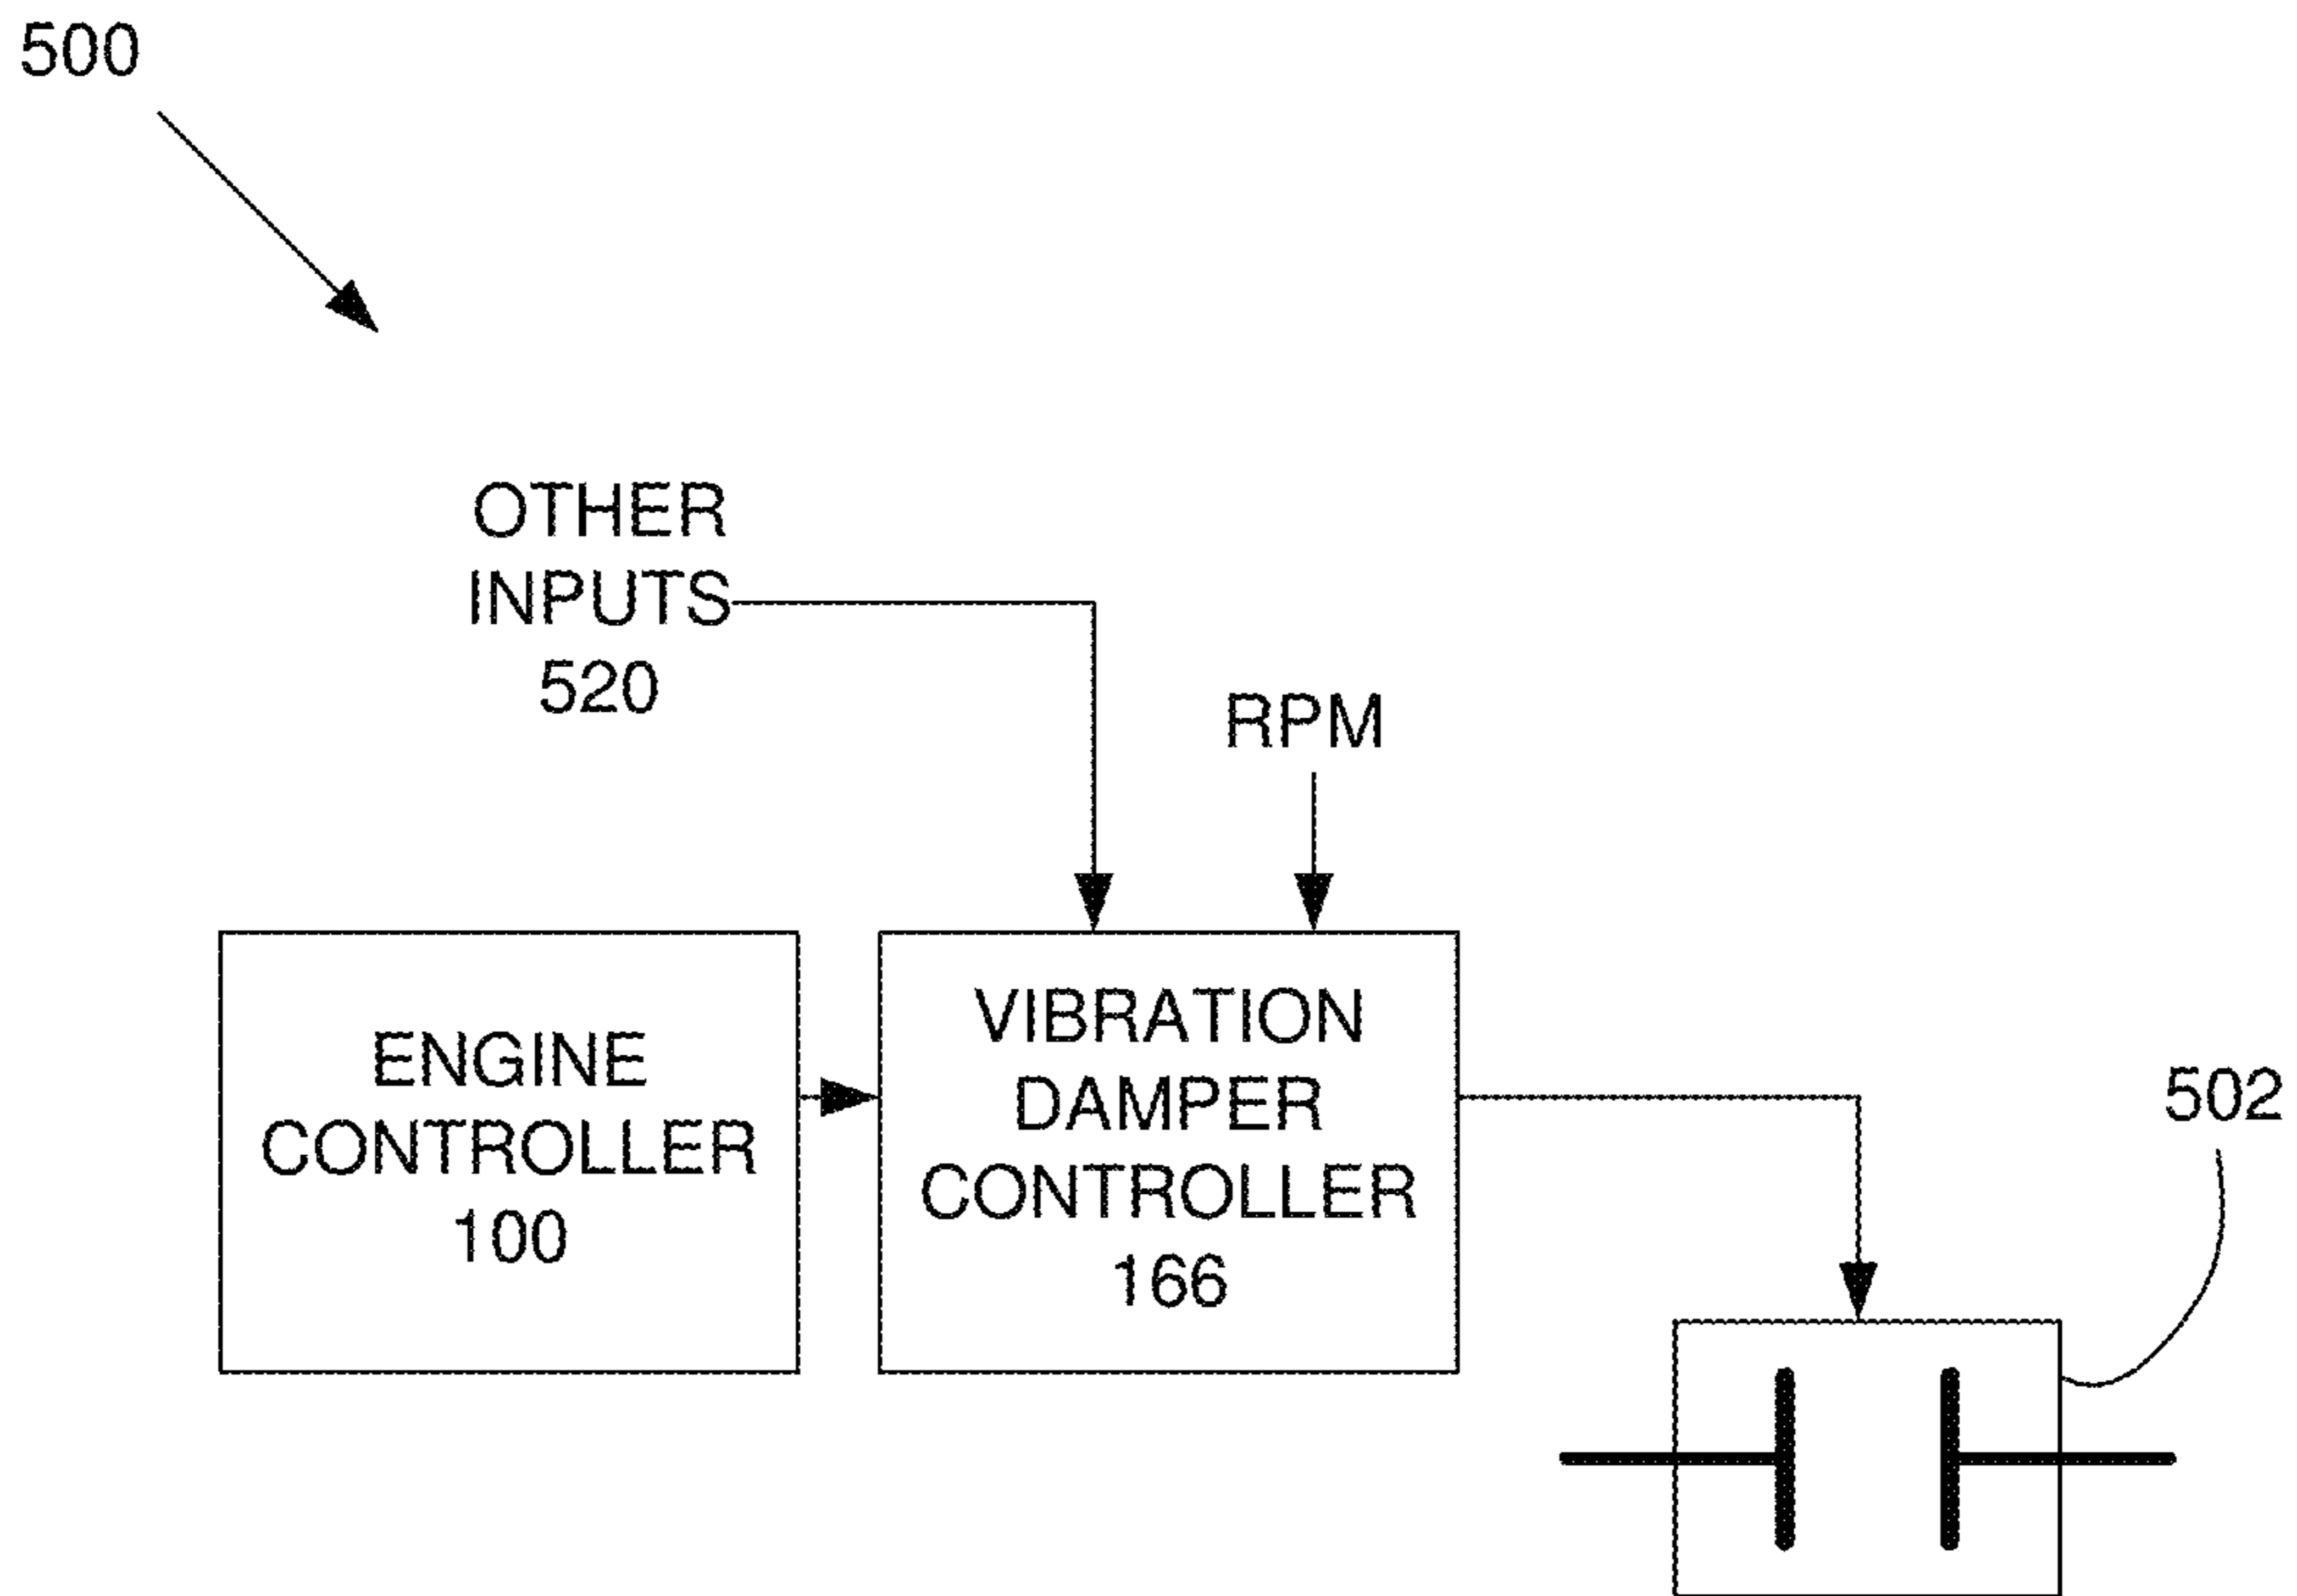 500
OTHER
INPUTS
520
RPM
ENGINE
CONTROLLER
100
VIBRATION
DAMPER
CONTROLLER
166
502